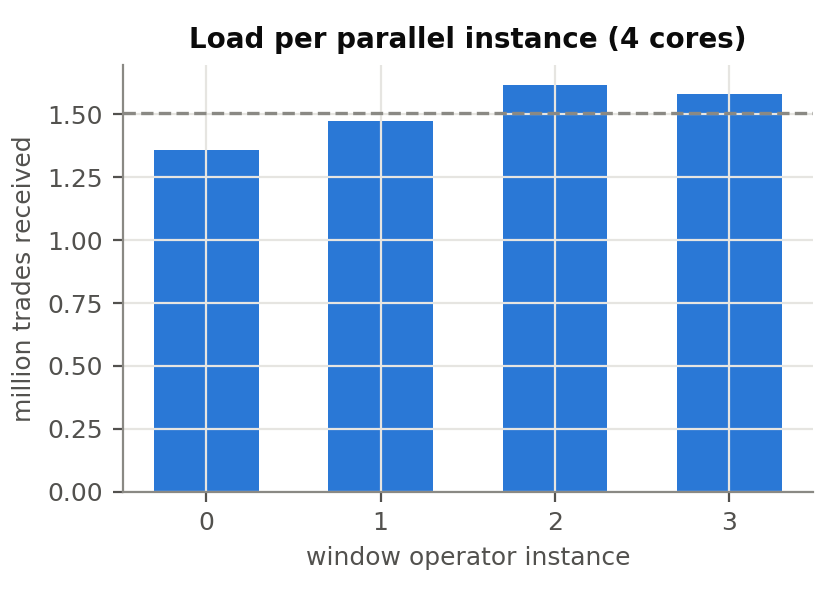 Load per parallel instance (4 cores)
million trades received
1.50
1.25
1.00
0.75
0.50
0.25
0.00
0 1 2 3
window operator instance